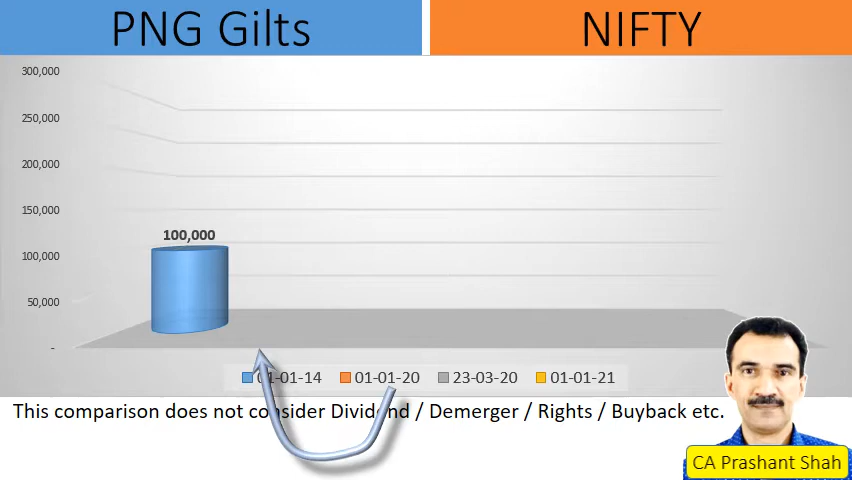 PNG Gilts NIFTY
300,000
250,000
200,000
150,000
100,000
100,000
50,000
-
01-01-14 01-01-20 23-03-20 01-01-21
This comparison does not consider Dividend / Demerger / Rights / Buyback etc.
CA Prashant Shah